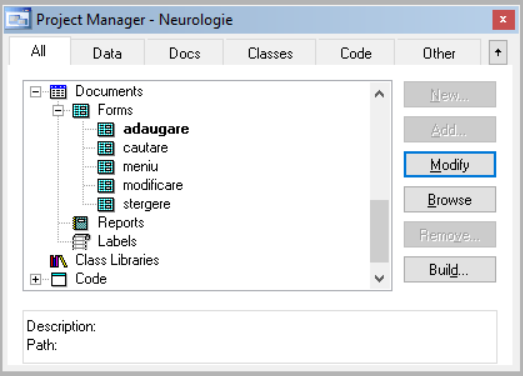 Project Manager - Neurologie
All Data Docs Classes Code Other
Documents
Forms
adaugare
cautare
meniu
modificare
stergere
Reports
Labels
Class Libraries
Code
New...
Add...
Modify
Browse
Remove...
Build...
Description:
Path: